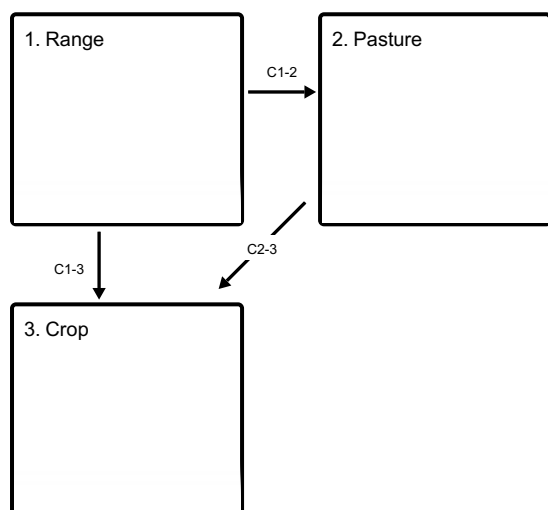 1. Range
2. Pasture
C1-2
C1-3
C2-3
3. Crop